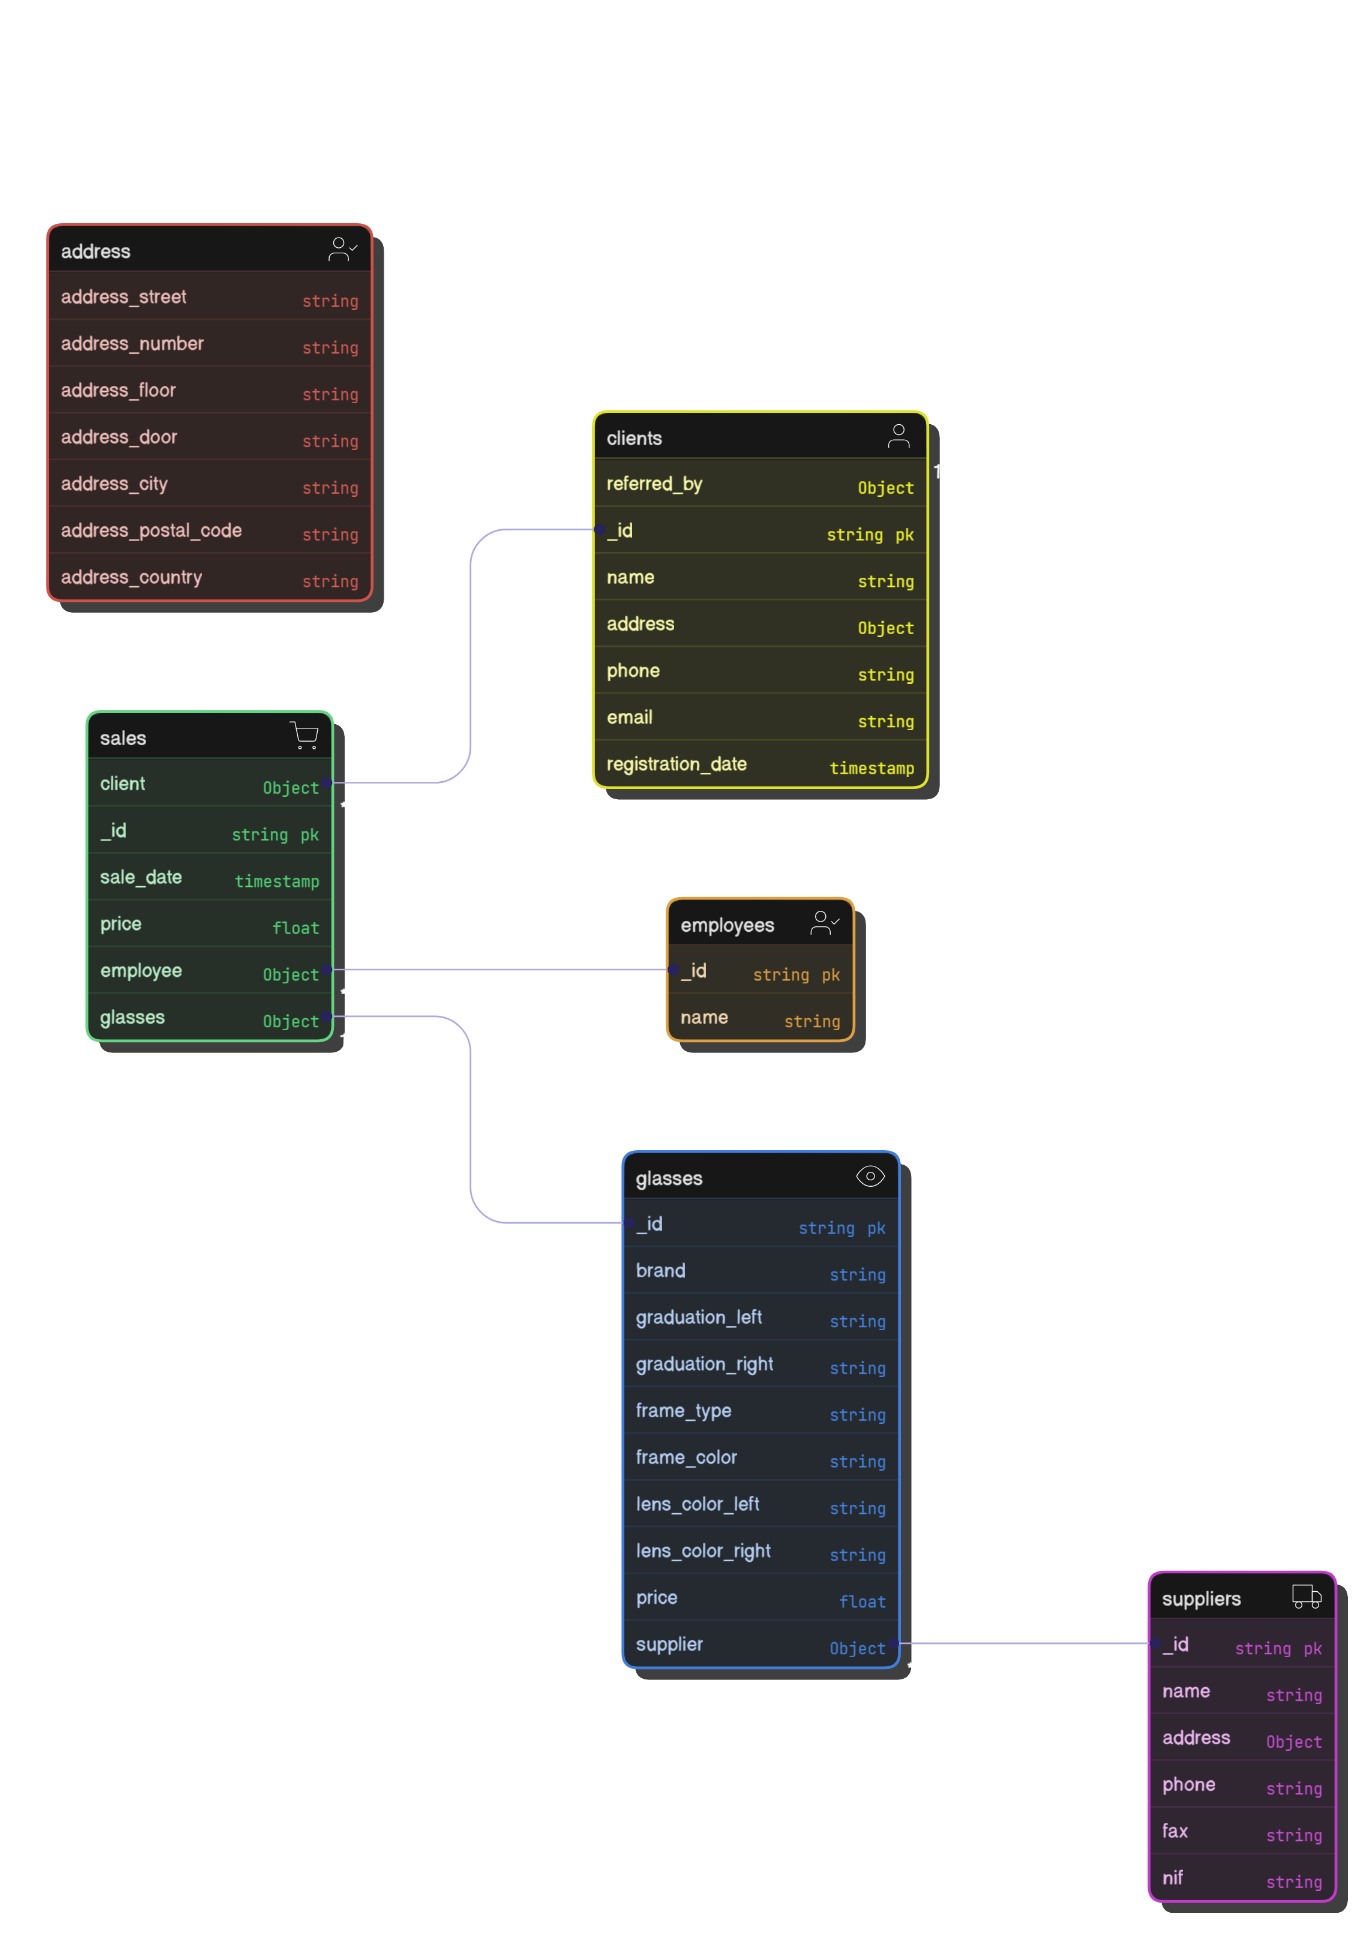 address
address_street string
address_number string
address_floor string
address_door string
address_city string
address_postal_code string
address_country string
clients
referred_by Object
_id string pk
name string
address Object
phone string
email string
registration_date timestamp
sales
client Object
_id string pk
sale_date timestamp
price float
employee Object
glasses Object
employees
_id string pk
name string
glasses
_id string pk
brand string
graduation_left string
graduation_right string
frame_type string
frame_color string
lens_color_left string
lens_color_right string
price float
supplier Object
suppliers
_id string pk
name string
address Object
phone string
fax string
nif string